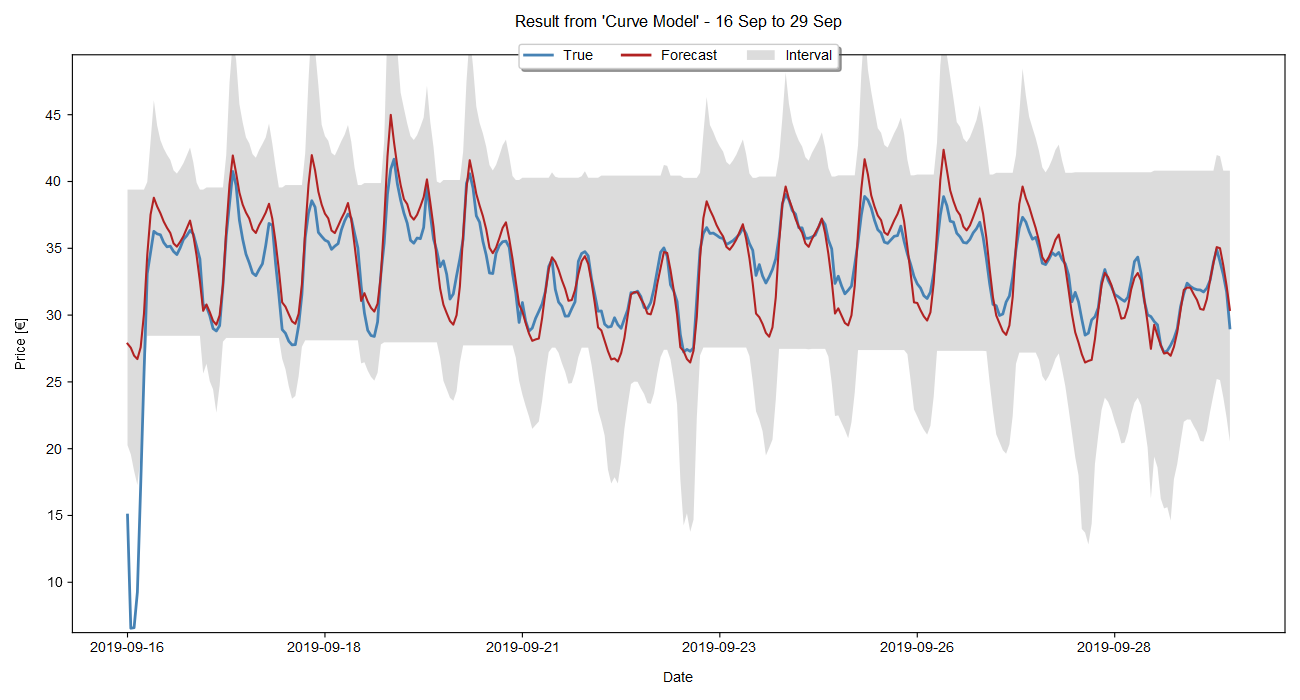 Result from 'Curve Model' - 16 Sep to 29 Sep
True Forecast Interval
45
40
35
30
25
20
15
10
Price [€]
2019-09-16 2019-09-18 2019-09-21 2019-09-23 2019-09-26 2019-09-28
Date